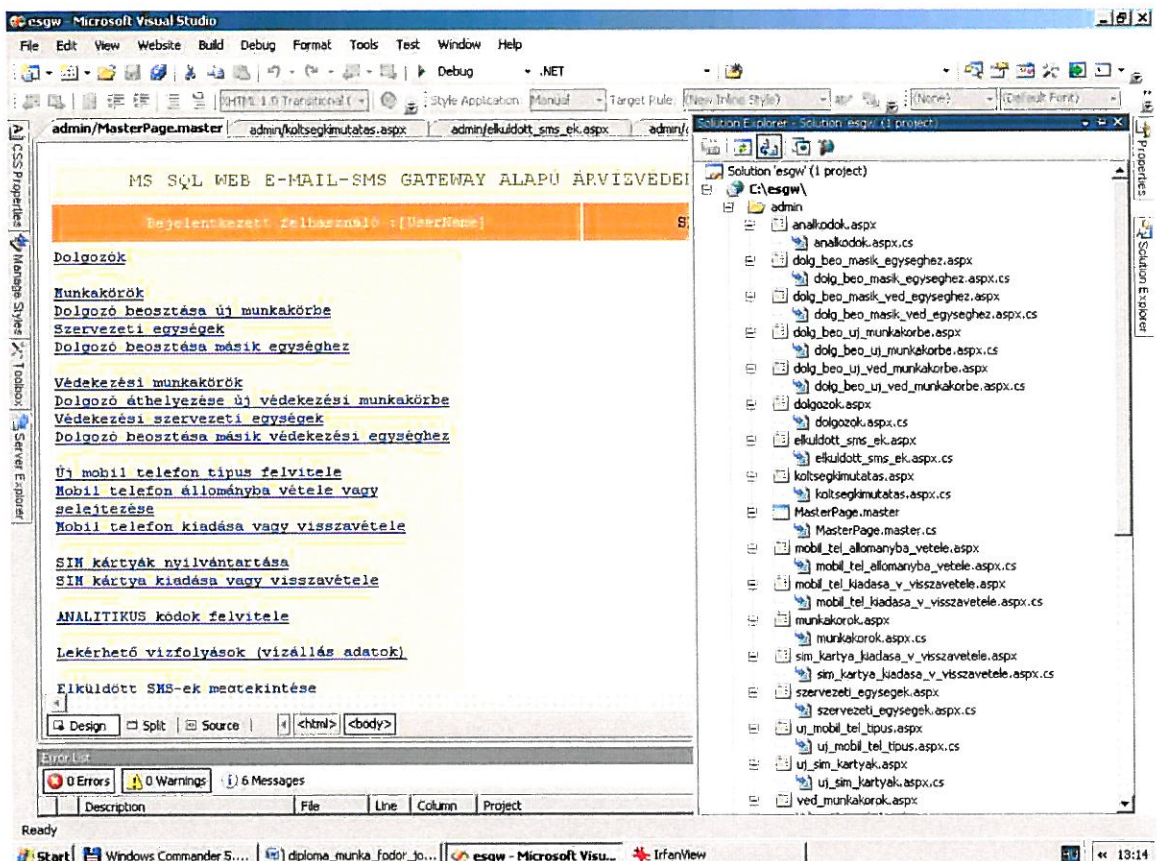 esgw - Microsoft Visual Studio
File Edit View Website Build Debug Format Tools Test Window Help
Debug .NET
XHTML 1.0 Transitional ( Style Application: Manual Target Rule: (New Inline Style) (None) (Default Font)
admin/MasterPage.master admin/koltsegkimutatas.aspx admin/elkuldott_sms_ek.aspx
Solution Explorer - Solution 'esgw' (1 project)
CSS Properties
Manage Styles
Toolbox
Server Explorer
Properties
Solution Explorer
MS SQL WEB E-MAIL-SMS GATEWAY ALAPÚ
Bejelentkezett felhasználó :[UserName]
Dolgozók
Munkakörök
Dolgozó beosztása új munkakörbe
Szervezeti egységek
Dolgozó beosztása másik egységhez
Védekezési munkakörök
Dolgozó áthelyezése új védekezési munkakörbe
Védekezési szervezeti egységek
Dolgozó beosztása másik védekezési egységhez
Új mobil telefon típus felvitele
Mobil telefon állományba vétele vagy
selejtezése
Mobil telefon kiadása vagy visszavétele
SIM kártyák nyilvántartása
SIM kártya kiadása vagy visszavétele
ANALITIKUS kódok felvitele
Lekérhető vízfolyások (vízállás adatok)
Elküldött SMS-ek megtekintése
Solution 'esgw' (1 project)
C:\esgw\
admin
analkodok.aspx
analkodok.aspx.cs
dolg_beo_masik_egyseghez.aspx
dolg_beo_masik_egyseghez.aspx.cs
dolg_beo_masik_ved_egyseghez.aspx
dolg_beo_masik_ved_egyseghez.aspx.cs
dolg_beo_uj_munkakorbe.aspx
dolg_beo_uj_munkakorbe.aspx.cs
dolg_beo_uj_ved_munkakorbe.aspx
dolg_beo_uj_ved_munkakorbe.aspx.cs
dolgozok.aspx
dolgozok.aspx.cs
elkuldott_sms_ek.aspx
elkuldott_sms_ek.aspx.cs
koltsegkimutatas.aspx
koltsegkimutatas.aspx.cs
MasterPage.master
MasterPage.master.cs
mobil_tel_allomanyba_vetele.aspx
mobil_tel_allomanyba_vetele.aspx.cs
mobil_tel_kiadasa_v_visszavetele.aspx
mobil_tel_kiadasa_v_visszavetele.aspx.cs
munkakorok.aspx
munkakorok.aspx.cs
sim_kartya_kiadasa_v_visszavetele.aspx
sim_kartya_kiadasa_v_visszavetele.aspx.cs
szervezeti_egysegek.aspx
szervezeti_egysegek.aspx.cs
uj_mobil_tel_tipus.aspx
uj_mobil_tel_tipus.aspx.cs
uj_sim_kartyak.aspx
uj_sim_kartyak.aspx.cs
ved_munkakorok.aspx
Design Split Source <html> <body>
Error List
0 Errors 0 Warnings 6 Messages
Description File Line Column Project
Ready
Start Windows Commander 5.... diploma_munka_fodor_jo... esgw - Microsoft Visu... IrfanView HU « 13:14